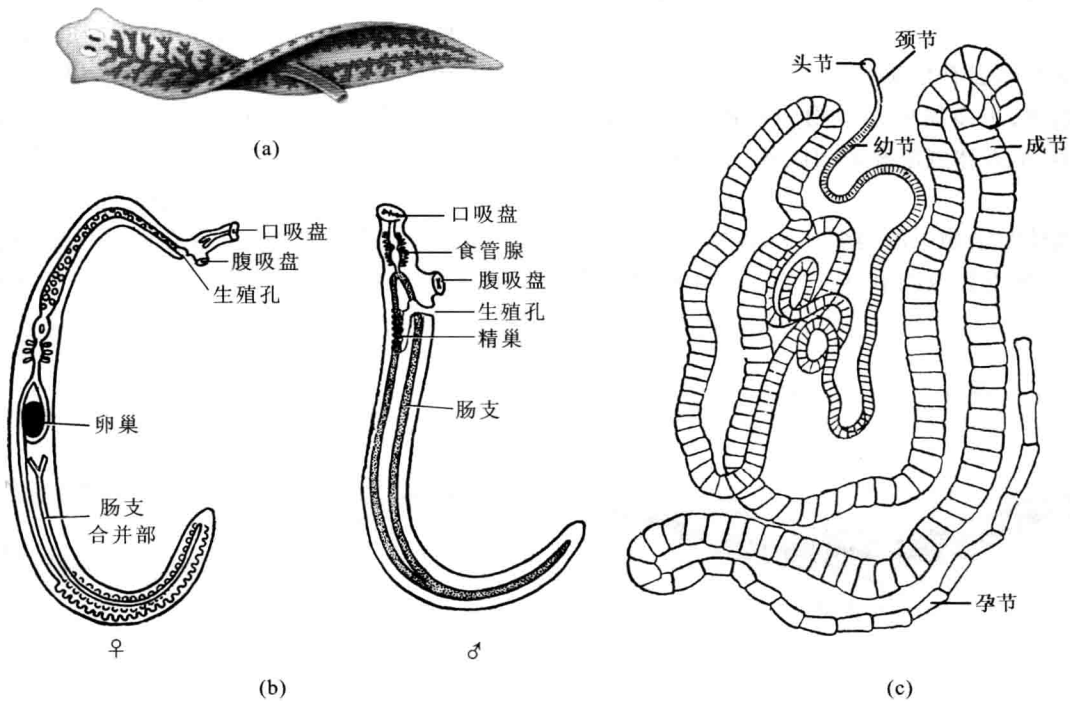 (a)
口吸盘
腹吸盘
生殖孔
卵巢
肠支
合并部
♀
口吸盘
食管腺
腹吸盘
生殖孔
精巢
肠支
♂
(b)
头节
颈节
幼节
成节
孕节
(c)